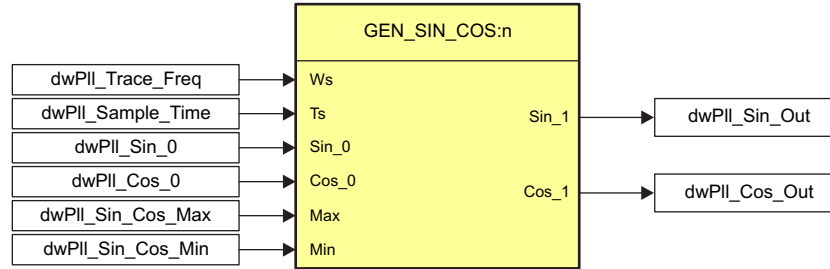 GEN_SIN_COS:n
dwPll_Trace_Freq
Ws
dwPll_Sample_Time
Ts
Sin_1
dwPll_Sin_Out
dwPll_Sin_0
Sin_0
dwPll_Cos_0
Cos_0
Cos_1
dwPll_Cos_Out
dwPll_Sin_Cos_Max
Max
dwPll_Sin_Cos_Min
Min